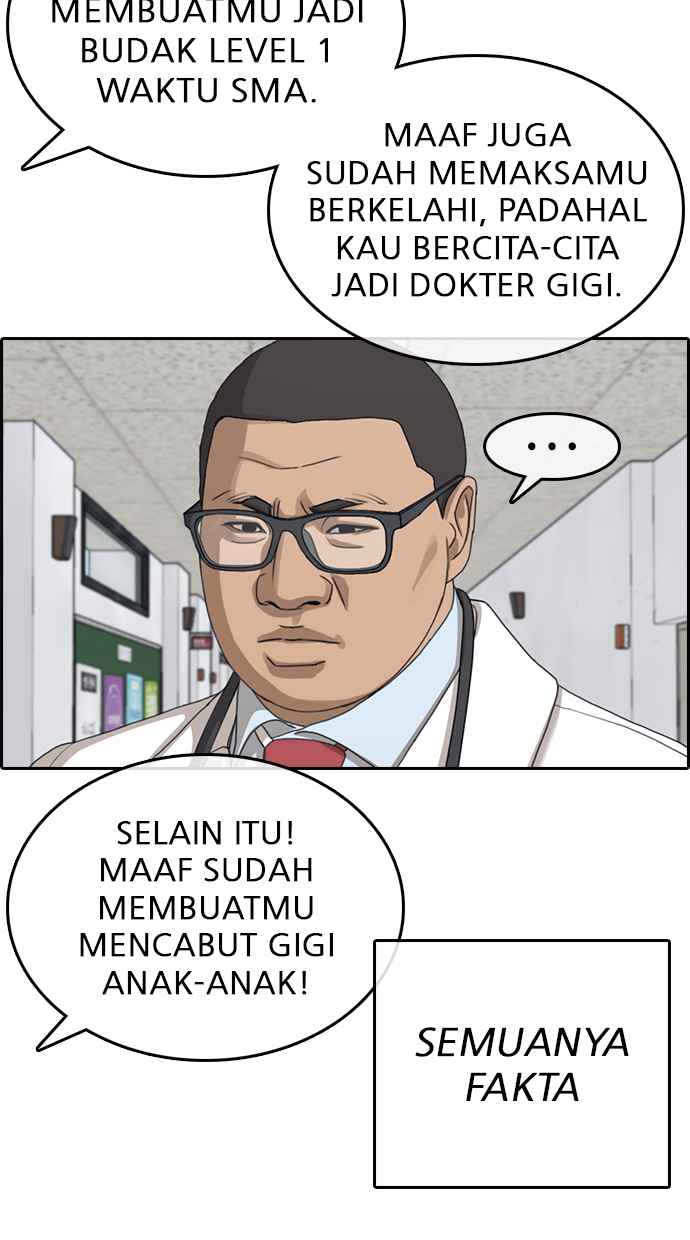 MEMBUATMU JADI
BUDAK LEVEL 1
WAKTU SMA.
MAAF JUGA
SUDAH MEMAKSAMU
BERKELAHI, PADAHAL
KAU BERCITA-CITA
JADI DOKTER GIGI.
...
SELAIN ITU!
MAAF SUDAH
MEMBUATMU
MENCABUT GIGI
ANAK-ANAK!
SEMUANYA
FAKTA